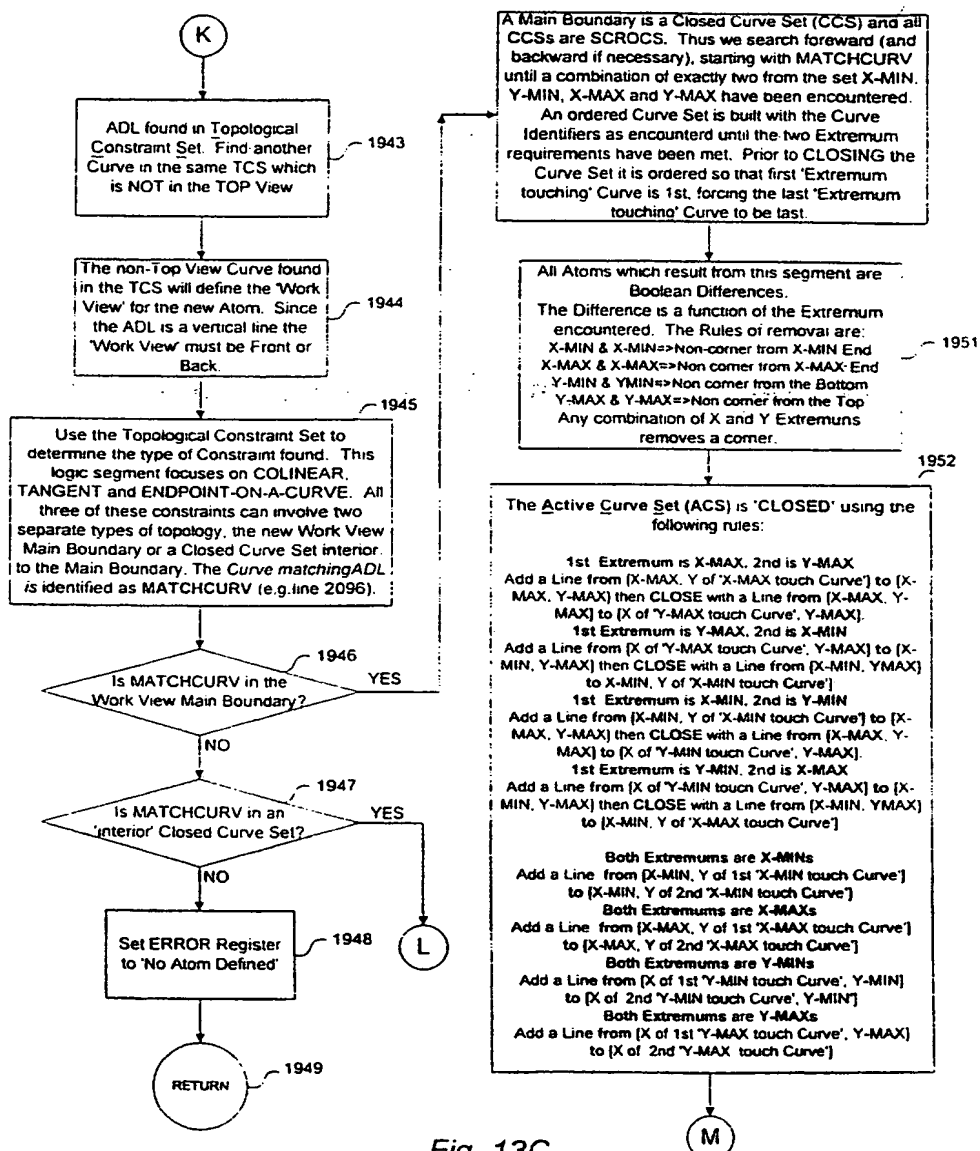 K
ADL found in Topological
Constraint Set. Find another
Curve in the same TCS which
is NOT in the TOP View
1943
The non-Top View Curve found
in the TCS will define the 'Work
View' for the new Atom. Since
the ADL is a vertical line the
'Work View' must be Front or
Back.
1944
1945
Use the Topological Constraint Set to
determine the type of Constraint found. This
logic segment focuses on COLINEAR,
TANGENT and ENDPOINT-ON-A-CURVE. All
three of these constraints can involve two
separate types of topology, the new Work View
Main Boundary or a Closed Curve Set interior
to the Main Boundary. The Curve matchingADL
is identified as MATCHCURV (e.g.line 2096).
1946
Is MATCHCURV in the
Work View Main Boundary?
YES
NO
1947
Is MATCHCURV in an
'interior' Closed Curve Set?
YES
NO
Set ERROR Register
to 'No Atom Defined'
1948
L
RETURN
1949
A Main Boundary is a Closed Curve Set (CCS) and all
CCSs are SCROCS. Thus we search foreward (and
backward if necessary), starting with MATCHCURV
until a combination of exactly two from the set X-MIN,
Y-MIN, X-MAX and Y-MAX have been encountered.
An ordered Curve Set is built with the Curve
Identifiers as encounterd until the two Extremum
requirements have been met. Prior to CLOSING the
Curve Set it is ordered so that first 'Extremum
touching' Curve is 1st, forcing the last 'Extremum
touching' Curve to be last.
All Atoms which result from this segment are
Boolean Differences.
The Difference is a function of the Extremum
encountered. The Rules of removal are:
X-MIN & X-MIN=>Non-corner from X-MIN End
X-MAX & X-MAX=>Non corner from X-MAX End
Y-MIN & YMIN=>Non corner from the Bottom
Y-MAX & Y-MAX=>Non corner from the Top
Any combination of X and Y Extremuns
removes a corner.
1951
1952
The Active Curve Set (ACS) is 'CLOSED' using the
following rules:
1st Extremum is X-MAX, 2nd is Y-MAX
Add a Line from [X-MAX, Y of 'X-MAX touch Curve'] to [X-
MAX, Y-MAX] then CLOSE with a Line from [X-MAX, Y-
MAX] to [X of 'Y-MAX touch Curve', Y-MAX].
1st Extremum is Y-MAX, 2nd is X-MIN
Add a Line from [X of 'Y-MAX touch Curve', Y-MAX] to [X-
MIN, Y-MAX] then CLOSE with a Line from [X-MIN, YMAX]
to X-MIN, Y of 'X-MIN touch Curve']
1st Extremum is X-MIN, 2nd is Y-MIN
Add a Line from [X-MIN, Y of 'X-MIN touch Curve'] to [X-
MAX, Y-MAX] then CLOSE with a Line from [X-MAX, Y-
MAX] to [X of 'Y-MIN touch Curve', Y-MAX].
1st Extremum is Y-MIN, 2nd is X-MAX
Add a Line from [X of 'Y-MIN touch Curve', Y-MAX] to [X-
MIN, Y-MAX] then CLOSE with a Line from [X-MIN, YMAX]
to [X-MIN, Y of 'X-MAX touch Curve']
Both Extremums are X-MINs
Add a Line from [X-MIN, Y of 1st 'X-MIN touch Curve']
to [X-MIN, Y of 2nd 'X-MIN touch Curve']
Both Extremums are X-MAXs
Add a Line from [X-MAX, Y of 1st 'X-MAX touch Curve']
to [X-MAX, Y of 2nd 'X-MAX touch Curve']
Both Extremums are Y-MINs
Add a Line from [X of 1st 'Y-MIN touch Curve', Y-MIN]
to [X of 2nd 'Y-MIN touch Curve', Y-MIN"]
Both Extremums are Y-MAXs
Add a Line from [X of 1st 'Y-MAX touch Curve', Y-MAX]
to [X of 2nd 'Y-MAX touch Curve']
M
Fig. 13C